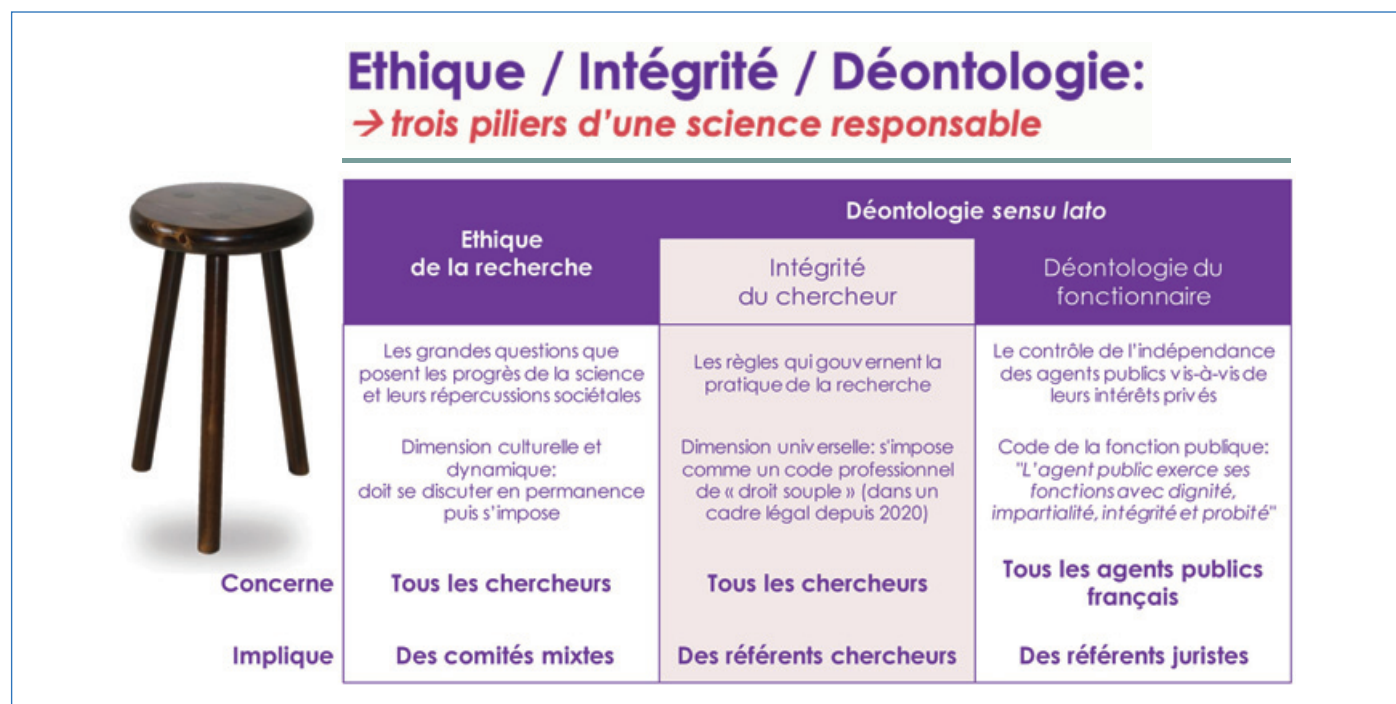 Ethique / Intégrité / Déontologie:
→ trois piliers d'une science responsable
Ethique
de la recherche
Déontologie sensu lato
Intégrité
du chercheur
Déontologie du
fonctionnaire
Les grandes questions que
posent les progrès de la science
et leurs répercussions sociétales
Les règles qui gouvernent la
pratique de la recherche
Le contrôle de l'indépendance
des agents publics vis-à-vis de
leurs intérêts privés
Dimension culturelle et
dynamique:
doit se discuter en permanence
puis s'impose
Dimension universelle: s'impose
comme un code professionnel
de « droit souple » (dans un
cadre légal depuis 2020)
Code de la fonction publique:
"L'agent public exerce ses
fonctions avec dignité,
impartialité, intégrité et probité"
Concerne
Tous les chercheurs
Tous les chercheurs
Tous les agents publics
français
Implique
Des comités mixtes
Des référents chercheurs
Des référents juristes